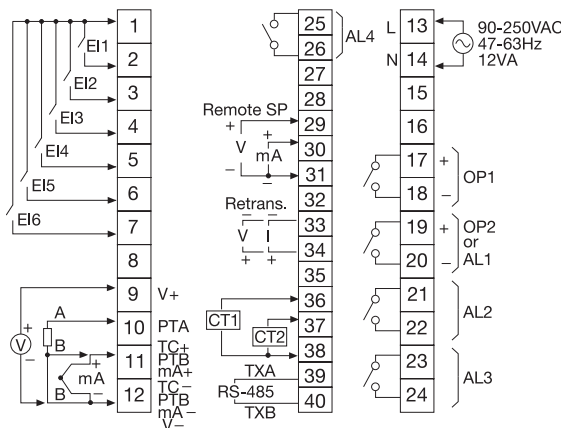 1
2
3
4
5
6
7
8
9
10
11
12
EI1
EI2
EI3
EI4
EI5
EI6
V+
A
PTA
B
TC+
PTB
mA+
TC−
PTB
mA−
V−
+
V
−
+
mA
−
B
25
26
27
28
29
30
31
32
33
34
35
36
37
38
39
40
AL4
Remote SP
+
V
−
+
mA
−
Retrans.
− −
V I
+ +
CT1
CT2
TXA
RS-485
TXB
13
14
15
16
17
18
19
20
21
22
23
24
L
N
90-250VAC
47-63Hz
12VA
+
−
OP1
+
−
OP2
or
AL1
AL2
AL3